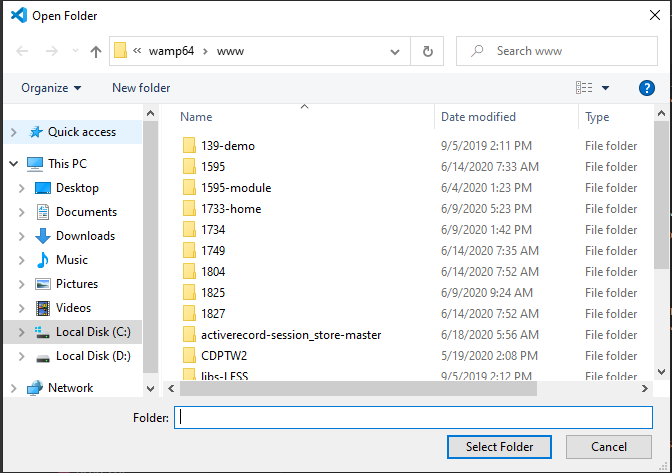 Open Folder
« wamp64 > www
Search www
Organize
New folder
?
Name
Date modified
Type
Quick access
This PC
Desktop
Documents
Downloads
Music
Pictures
Videos
Local Disk (C:)
Local Disk (D:)
Network
139-demo 9/5/2019 2:11 PM File folder
1595 6/14/2020 7:33 AM File folder
1595-module 6/4/2020 1:23 PM File folder
1733-home 6/9/2020 5:23 PM File folder
1734 6/9/2020 1:42 PM File folder
1749 6/14/2020 7:35 AM File folder
1804 6/14/2020 7:52 AM File folder
1825 6/9/2020 9:24 AM File folder
1827 6/14/2020 7:52 AM File folder
activerecord-session_store-master 6/18/2020 5:56 AM File folder
CDPTW2 5/19/2020 2:08 PM File folder
libs-LESS 9/5/2019 2:12 PM File folder
Folder:
Select Folder
Cancel